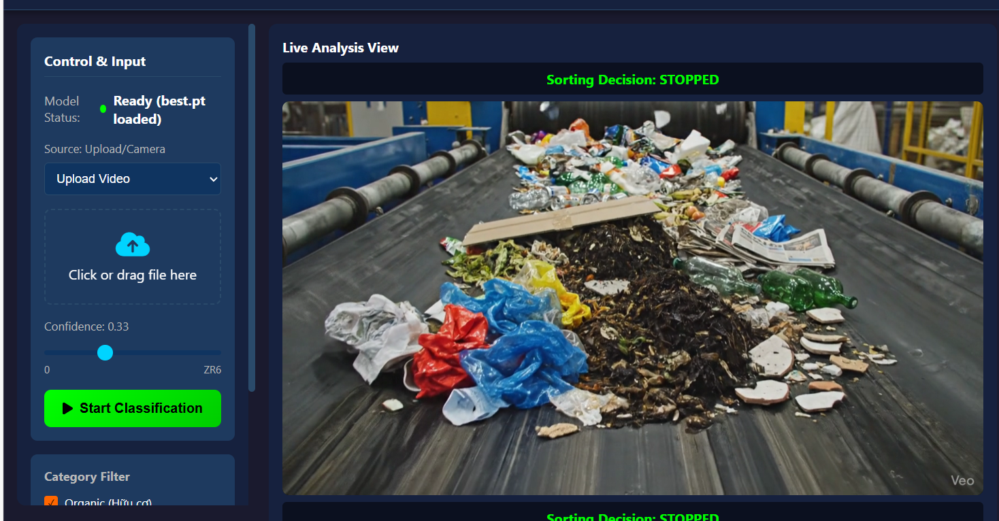 Control & Input
Model Status:
Ready (best.pt loaded)
Source: Upload/Camera
Upload Video
Click or drag file here
Confidence: 0.33
0
ZR6
Start Classification
Category Filter
Organic (Hữu cơ)
Live Analysis View
Sorting Decision: STOPPED
Veo
Sorting Decision: STOPPED